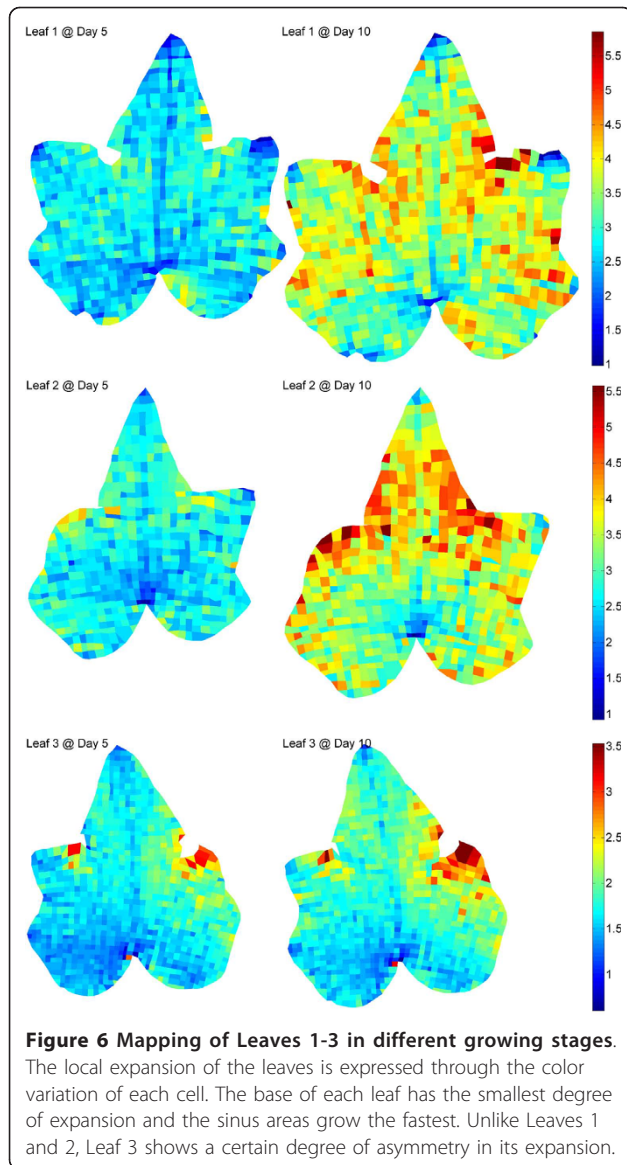 Leaf 1 @ Day 5
Leaf 1 @ Day 10
5.5
5
4.5
4
3.5
3
2.5
2
1.5
1
Leaf 2 @ Day 5
Leaf 2 @ Day 10
5.5
5
4.5
4
3.5
3
2.5
2
1.5
1
Leaf 3 @ Day 5
Leaf 3 @ Day 10
3.5
3
2.5
2
1.5
1
Figure 6 Mapping of Leaves 1-3 in different growing stages.
The local expansion of the leaves is expressed through the color
variation of each cell. The base of each leaf has the smallest degree
of expansion and the sinus areas grow the fastest. Unlike Leaves 1
and 2, Leaf 3 shows a certain degree of asymmetry in its expansion.